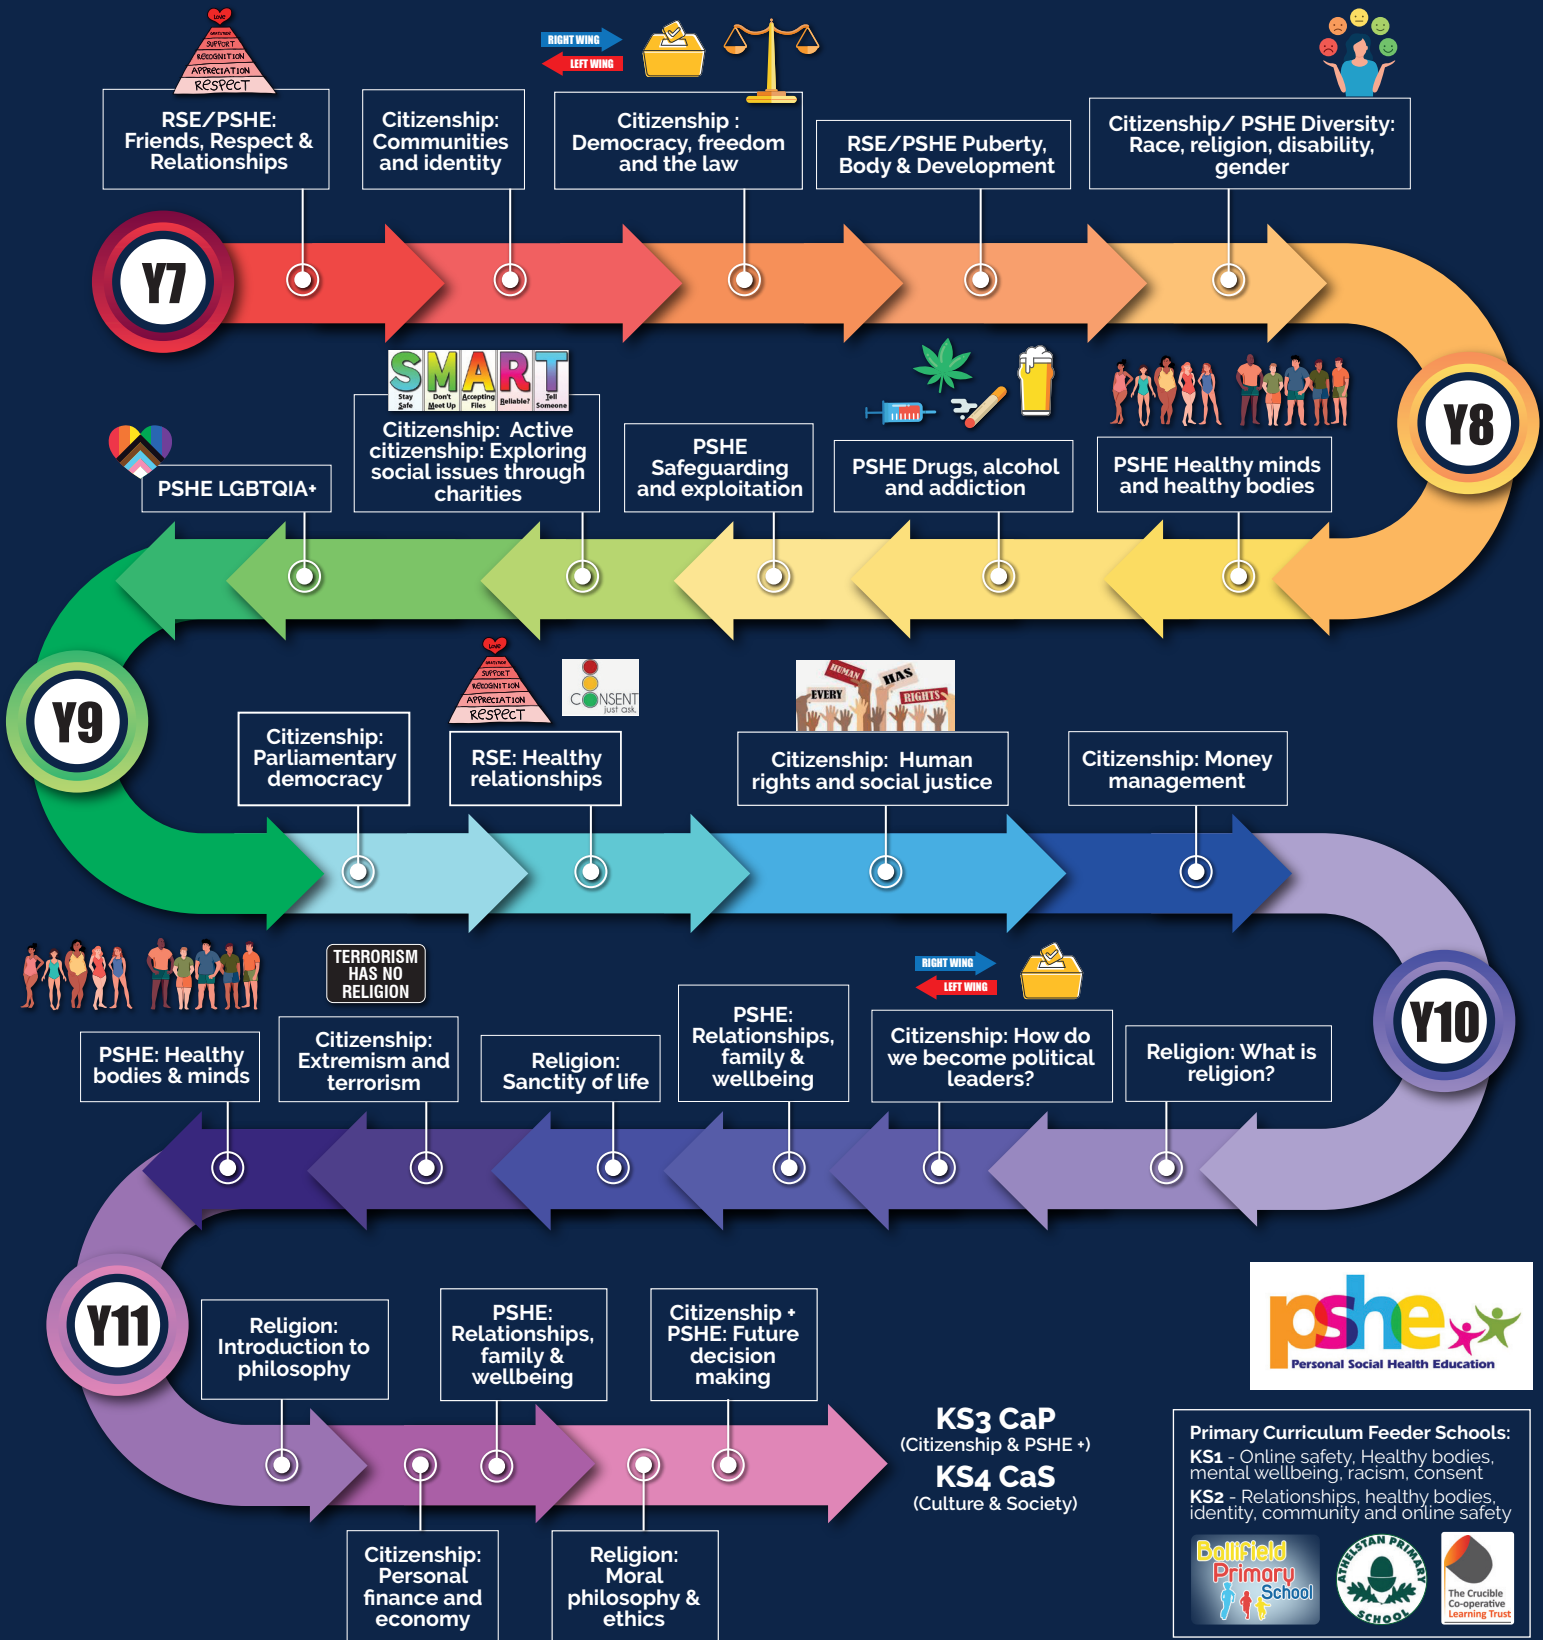 Love
GRATITUDE
SUPPORT
RECOGNITION
APPRECIATION
RESPECT
RIGHT WING
LEFT WING
RSE/PSHE:
Friends, Respect &
Relationships
Citizenship:
Communities
and identity
Citizenship :
Democracy, freedom
and the law
RSE/PSHE Puberty,
Body & Development
Citizenship/ PSHE Diversity:
Race, religion, disability,
gender
Y7
SMART
Stay Safe
Don't Meet Up
Accepting Files
Reliable?
Tell Someone
PSHE LGBTQIA+
Citizenship: Active
citizenship: Exploring
social issues through
charities
PSHE
Safeguarding
and exploitation
PSHE Drugs, alcohol
and addiction
PSHE Healthy minds
and healthy bodies
Y8
Y9
Love
GRATITUDE
SUPPORT
RECOGNITION
APPRECIATION
RESPECT
CONSENT
just ask.
EVERY
HUMAN
HAS
RIGHTS
Citizenship:
Parliamentary
democracy
RSE: Healthy
relationships
Citizenship: Human
rights and social justice
Citizenship: Money
management
TERRORISM
HAS NO
RELIGION
RIGHT WING
LEFT WING
PSHE: Healthy
bodies & minds
Citizenship:
Extremism and
terrorism
Religion:
Sanctity of life
PSHE:
Relationships,
family &
wellbeing
Citizenship: How do
we become political
leaders?
Religion: What is
religion?
Y10
Y11
Religion:
Introduction to
philosophy
PSHE:
Relationships,
family &
wellbeing
Citizenship +
PSHE: Future
decision
making
Citizenship:
Personal
finance and
economy
Religion:
Moral
philosophy &
ethics
KS3 CaP
(Citizenship & PSHE +)
KS4 CaS
(Culture & Society)
pshe
Personal Social Health Education
Primary Curriculum Feeder Schools:
KS1 - Online safety, Healthy bodies,
mental wellbeing, racism, consent
KS2 - Relationships, healthy bodies,
identity, community and online safety
Ballifield
Primary
School
ATHELSTAN PRIMARY
SCHOOL
The Crucible
Co-operative
Learning Trust